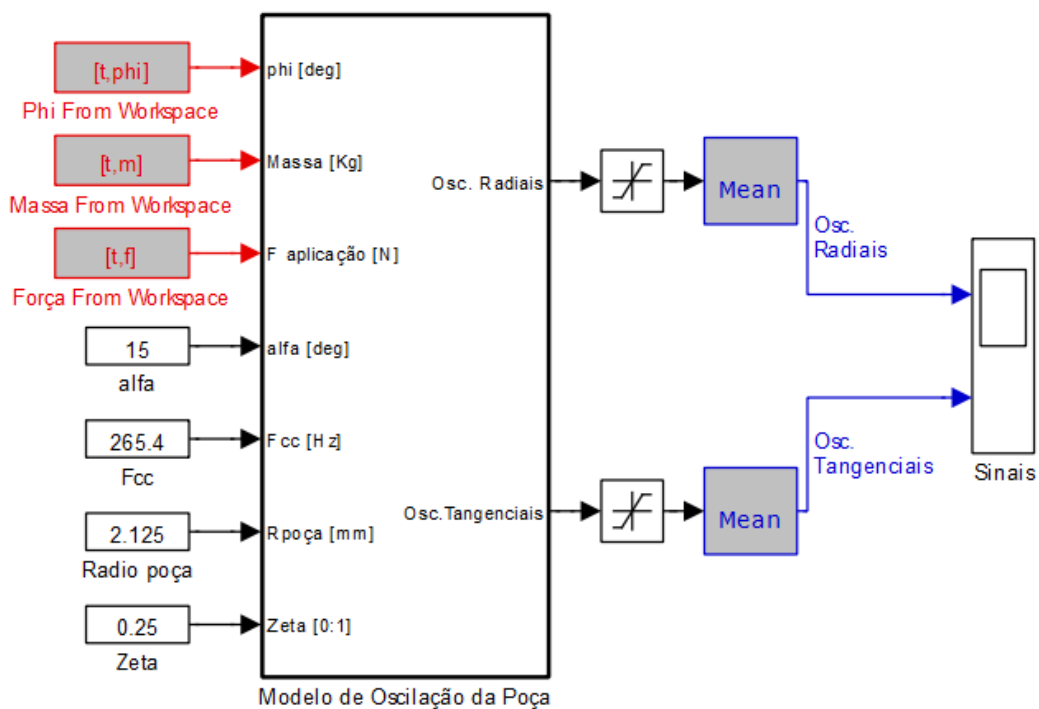 [t,phi]
Phi From Workspace
[t,m]
Massa From Workspace
[t,f]
Força From Workspace
15
alfa
265.4
Fcc
2.125
Radio poça
0.25
Zeta
phi [deg]
Massa [Kg]
F aplicação [N]
alfa [deg]
Fcc [Hz]
Rpoça [mm]
Zeta [0:1]
Osc. Radiais
Osc.Tangenciais
Modelo de Oscilação da Poça
Mean
Osc.
Radiais
Mean
Osc.
Tangenciais
Sinais